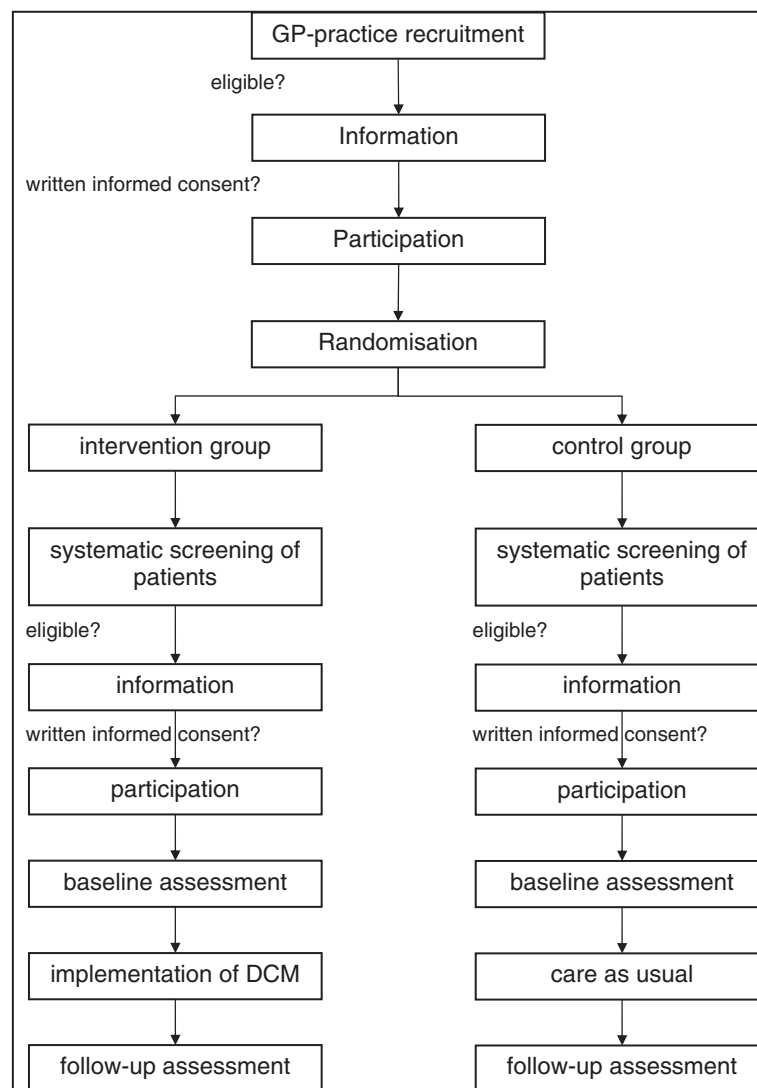 GP-practice recruitment
eligible?
Information
written informed consent?
Participation
Randomisation
intervention group
control group
systematic screening of
patients
systematic screening of
patients
eligible?
eligible?
information
information
written informed consent?
written informed consent?
participation
participation
baseline assessment
baseline assessment
implementation of DCM
care as usual
follow-up assessment
follow-up assessment